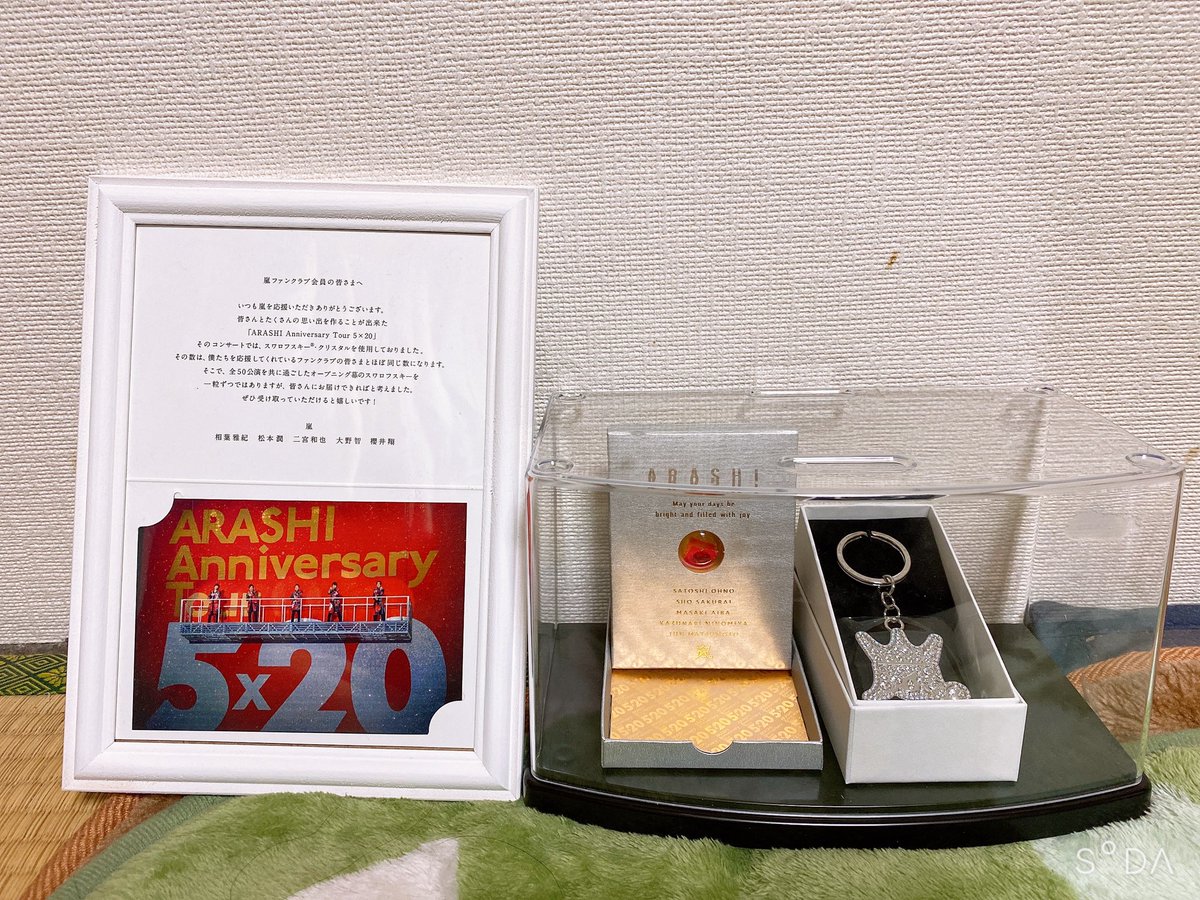 嵐ファンクラブ会員の皆さまへ
いつも嵐を応援いただきありがとうございます。
皆さんとたくさんの思い出を作ることが出来た
「ARASHI Anniversary Tour 5×20」
そのコンサートでは、スワロフスキー®・クリスタルを使用しておりました。
その数は、僕たちを応援してくれているファンクラブの皆さまとほぼ同じ数になります。
そこで、全50公演を共に過ごしたオープニング幕のスワロフスキーを
一粒ずつではありますが、皆さんにお届けできればと考えました。
ぜひ受け取っていただけると嬉しいです！
嵐
相葉雅紀 松本潤 二宮和也 大野智 櫻井翔
ARASHI
Anniversary
Tour
5×20
ARASHI
May your days be
bright and filled with joy
SATOSHI OHNO
SHO SAKURAI
MASAKI AIBA
KAZUNARI NINOMIYA
JUN MATSUMOTO
520 520 520
SODA